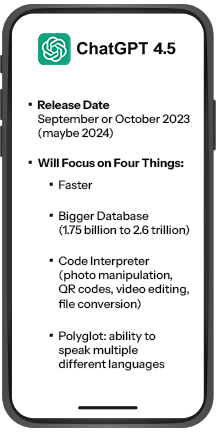 ChatGPT 4.5
▪ Release Date
September or October 2023
(maybe 2024)
▪ Will Focus on Four Things:
▪ Faster
▪ Bigger Database
(1.75 billion to 2.6 trillion)
▪ Code Interpreter
(photo manipulation,
QR codes, video editing,
file conversion)
▪ Polyglot: ability to
speak multiple
different languages